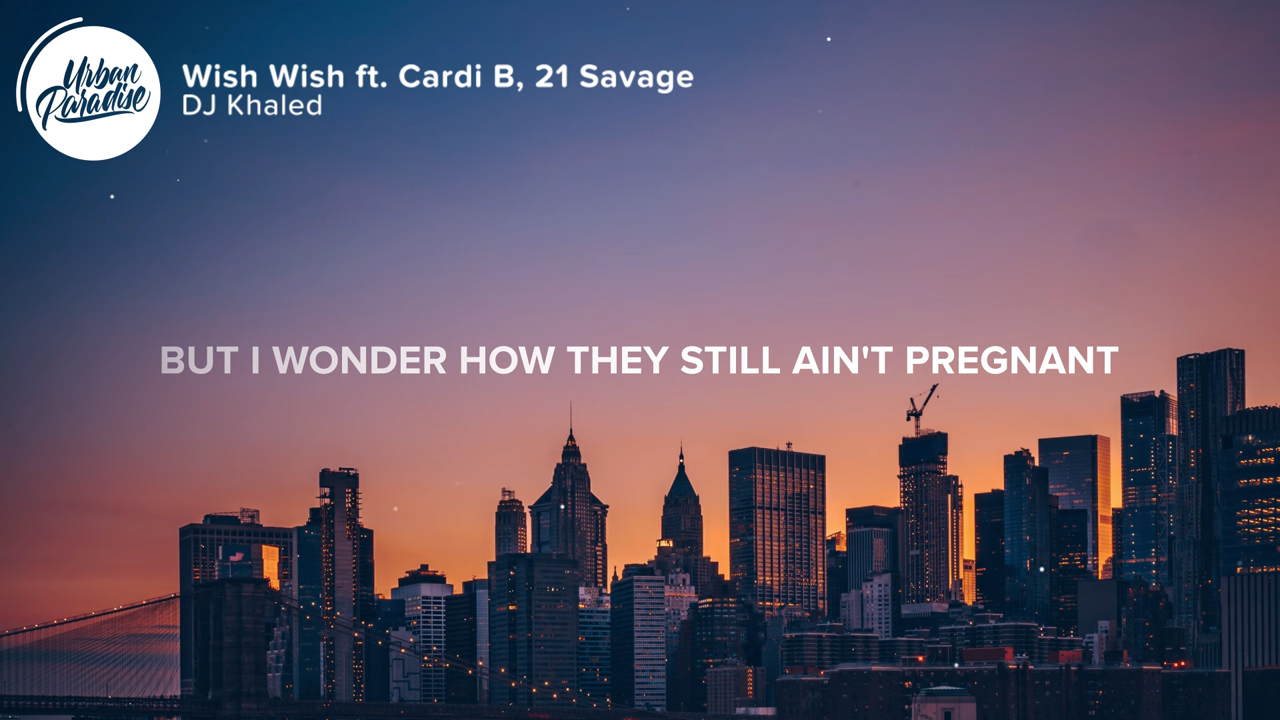 Urban
Paradise
Wish Wish ft. Cardi B, 21 Savage
DJ Khaled
BUT I WONDER HOW THEY STILL AIN'T PREGNANT